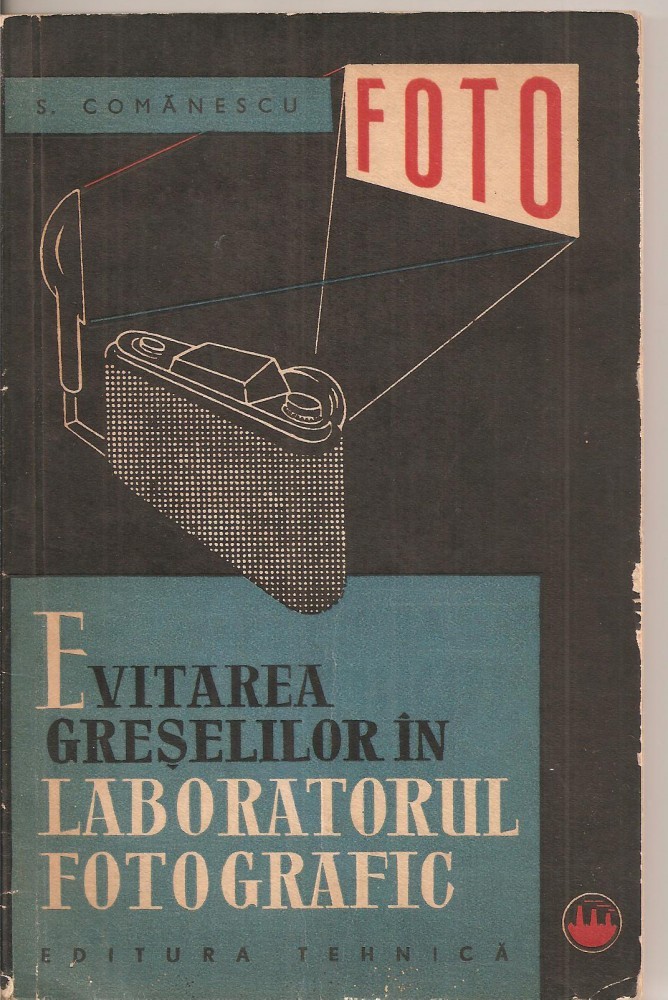 S. COMĂNESCU
FOTO
EVITAREA
GREȘELILOR ÎN
LABORATORUL
FOTOGRAFIC
EDITURA TEHNICĂ